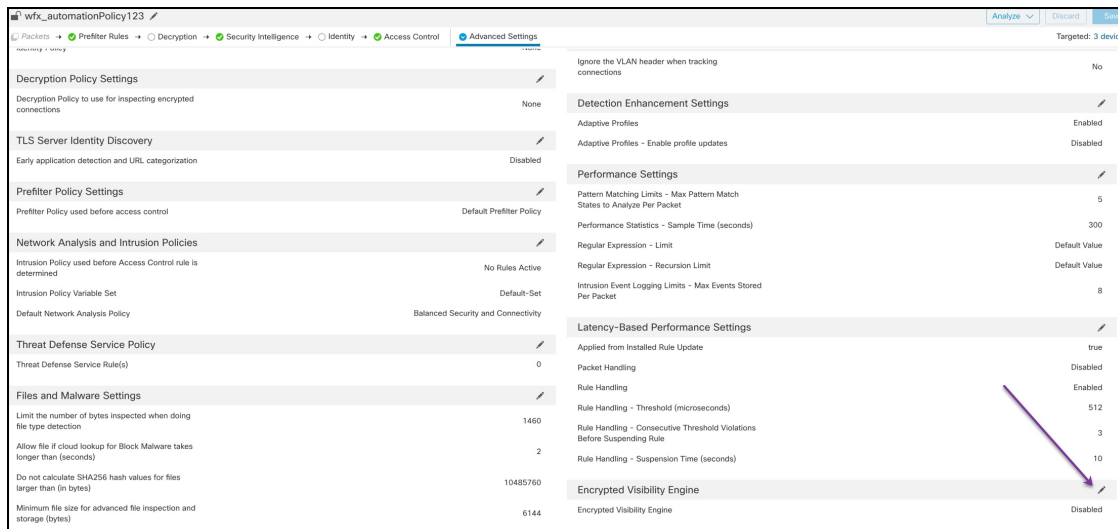 wfx_automationPolicy123
Analyze
Discard
Packets → Prefilter Rules → Decryption → Security Intelligence → Identity → Access Control
Advanced Settings
Decryption Policy Settings
Decryption Policy to use for inspecting encrypted
connections
None
TLS Server Identity Discovery
Early application detection and URL categorization
Disabled
Prefilter Policy Settings
Prefilter Policy used before access control
Default Prefilter Policy
Network Analysis and Intrusion Policies
Intrusion Policy used before Access Control rule is
determined
No Rules Active
Intrusion Policy Variable Set
Default-Set
Default Network Analysis Policy
Balanced Security and Connectivity
Threat Defense Service Policy
Threat Defense Service Rule(s)
0
Files and Malware Settings
Limit the number of bytes inspected when doing
file type detection
1460
Allow file if cloud lookup for Block Malware takes
longer than (seconds)
2
Do not calculate SHA256 hash values for files
larger than (in bytes)
10485760
Minimum file size for advanced file inspection and
storage (bytes)
6144
Targeted: 3 devic
Ignore the VLAN header when tracking
connections
No
Detection Enhancement Settings
Adaptive Profiles
Enabled
Adaptive Profiles - Enable profile updates
Disabled
Performance Settings
Pattern Matching Limits - Max Pattern Match
States to Analyze Per Packet
5
Performance Statistics - Sample Time (seconds)
300
Regular Expression - Limit
Default Value
Regular Expression - Recursion Limit
Default Value
Intrusion Event Logging Limits - Max Events Stored
Per Packet
8
Latency-Based Performance Settings
Applied from Installed Rule Update
true
Packet Handling
Disabled
Rule Handling
Enabled
Rule Handling - Threshold (microseconds)
512
Rule Handling - Consecutive Threshold Violations
Before Suspending Rule
3
Rule Handling - Suspension Time (seconds)
10
Encrypted Visibility Engine
Encrypted Visibility Engine
Disabled